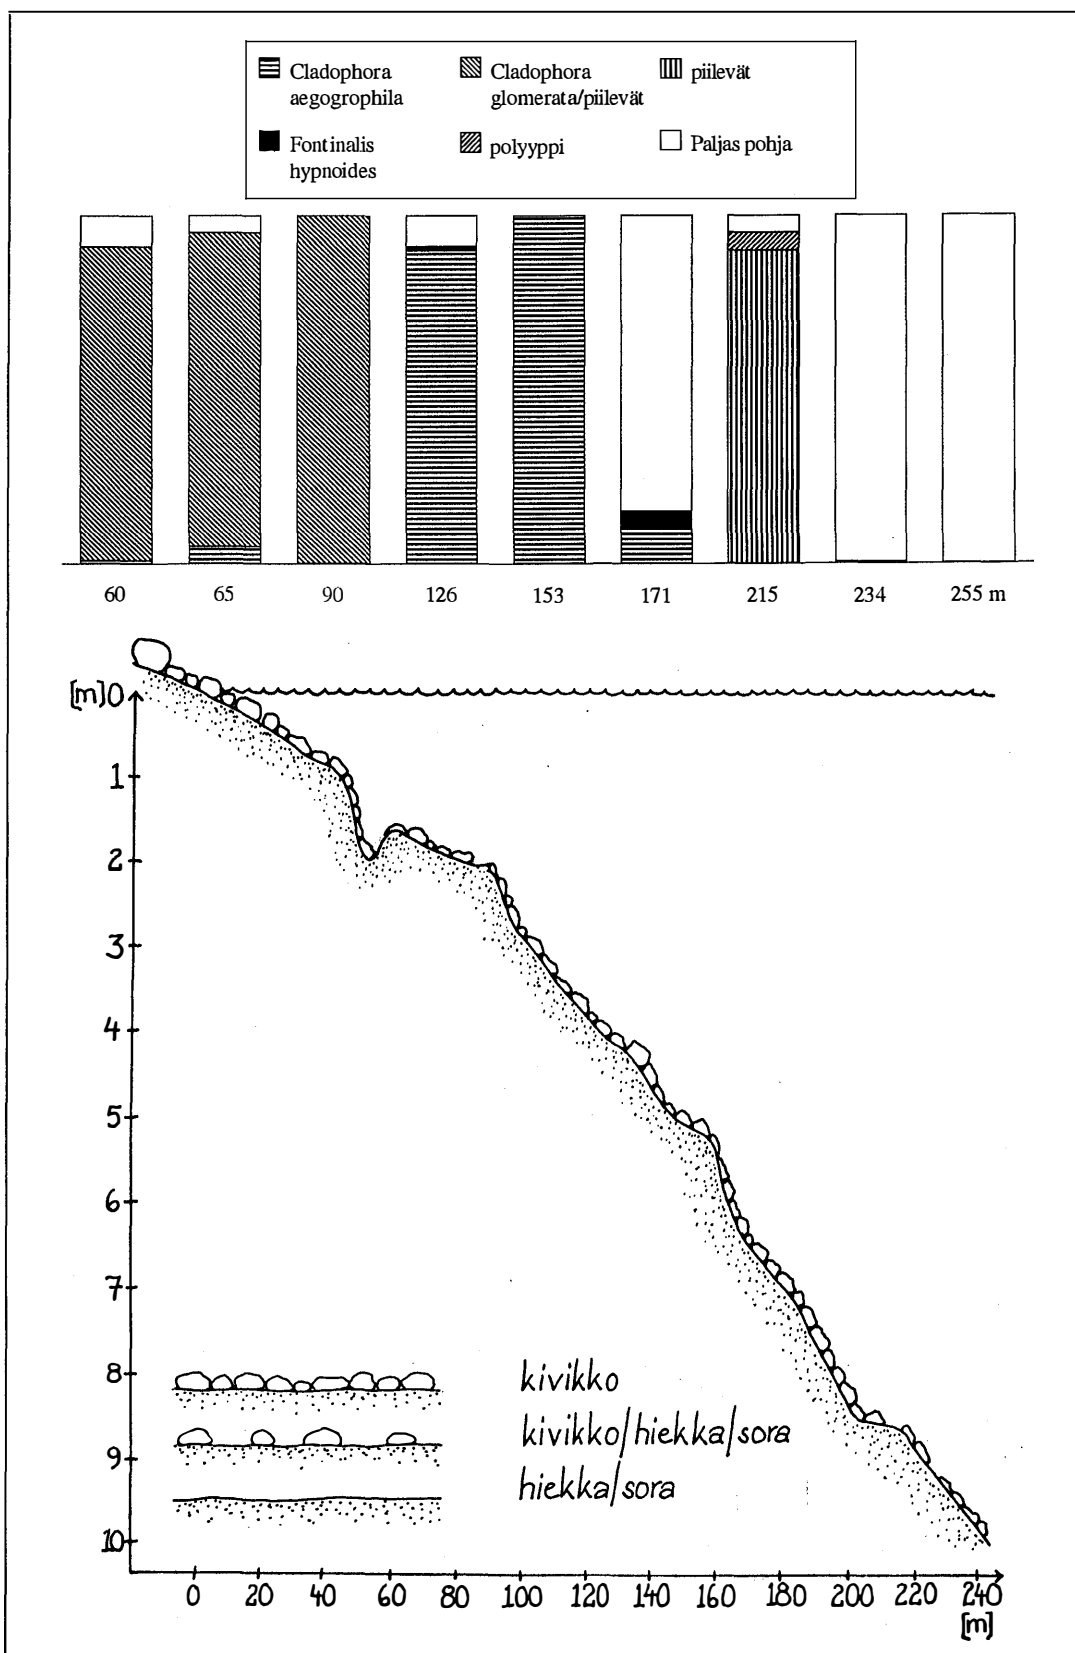 Cladophora aegogrophila
Cladophora glomerata/piilevät
piilevät
Fontinalis hypnoides
polyyppi
Paljas pohja
60 65 90 126 153 171 215 234 255 m
[m] 0
1
2
3
4
5
6
7
8
kivikko
kivikko/hiekka/sora
9
hiekka/sora
10
0 20 40 60 80 100 120 140 160 180 200 220 240
[m]